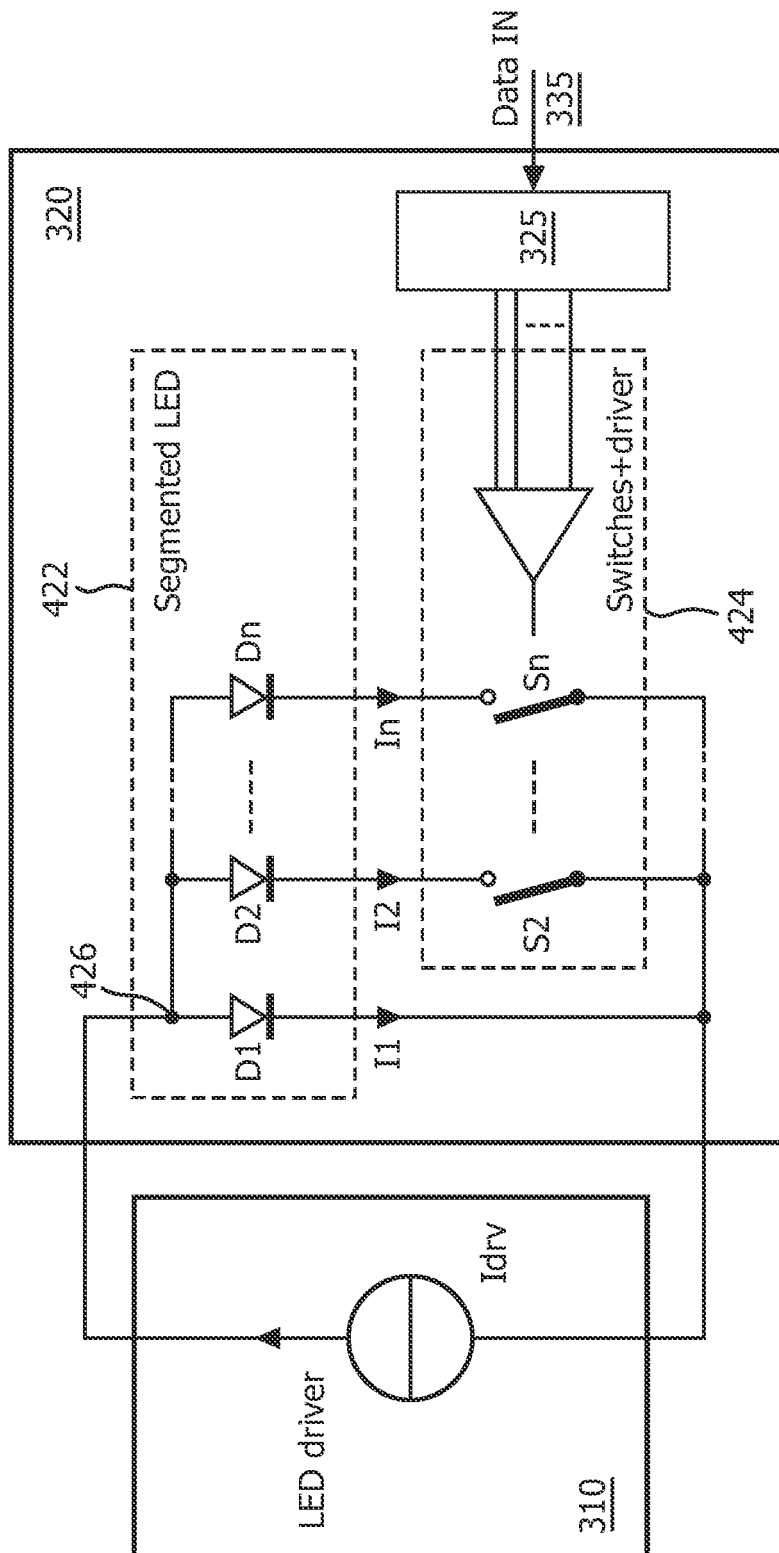 320
Data IN
335
325
422
Segmented LED
426
D1
D2
Dn
I1
I2
In
S2
Sn
Switches+driver
424
LED driver
Idrv
310